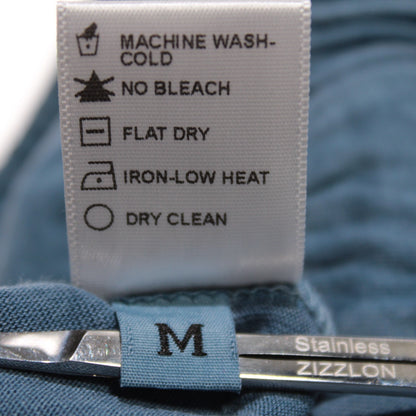 MACHINE WASH-
COLD
NO BLEACH
FLAT DRY
IRON-LOW HEAT
DRY CLEAN
M
Stainless
ZIZZLON